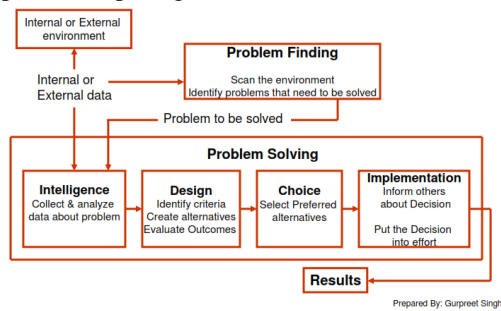 Internal or External
environment
Problem Finding
Scan the environment
Identify problems that need to be solved
Internal or
External data
Problem to be solved
Problem Solving
Intelligence
Collect & analyze
data about problem
Design
Identify criteria
Create alternatives
Evaluate Outcomes
Choice
Select Preferred
alternatives
Implementation
Inform others
about Decision
Put the Decision
into effort
Results
Prepared By: Gurpreet Singh